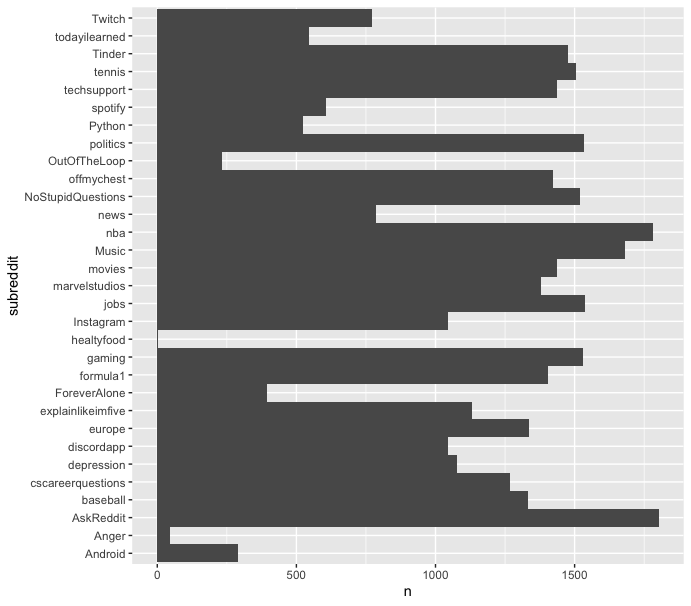 Twitch
todayilearned
Tinder
tennis
techsupport
spotify
Python
politics
OutOfTheLoop
offmychest
NoStupidQuestions
news
nba
Music
movies
marvelstudios
jobs
Instagram
healtyfood
gaming
formula1
ForeverAlone
explainlikeimfive
europe
discordapp
depression
cscareerquestions
baseball
AskReddit
Anger
Android
subreddit
0 500 1000 1500
n